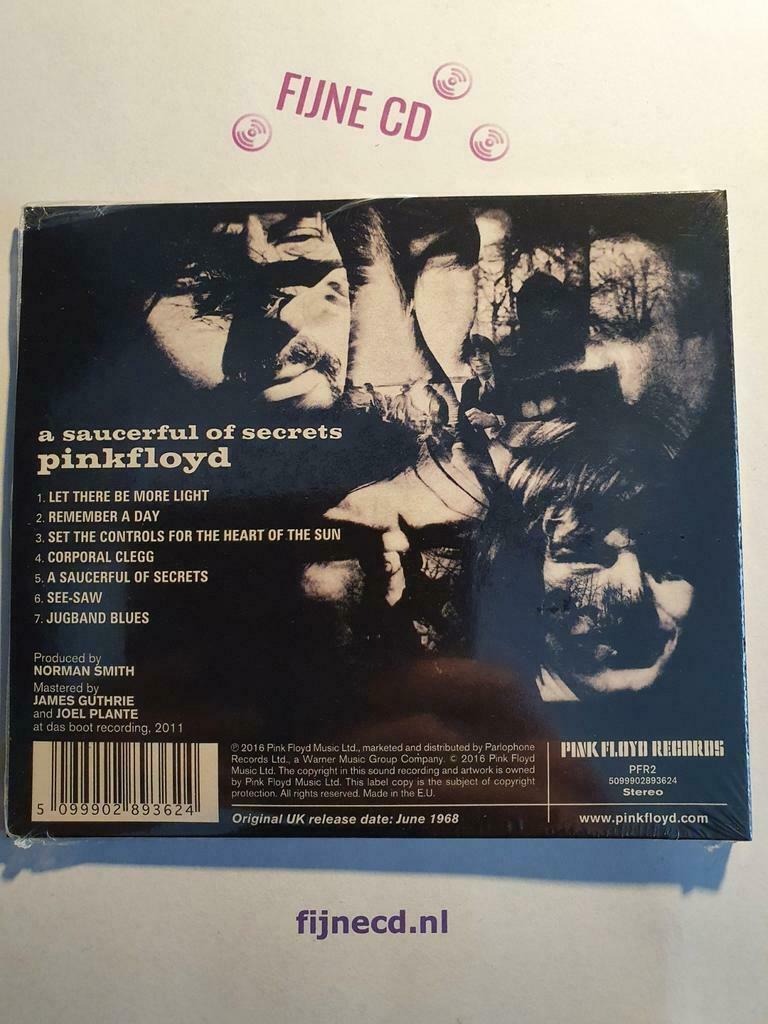 FIJNE CD
a saucerful of secrets
pinkfloyd
1. LET THERE BE MORE LIGHT
2. REMEMBER A DAY
3. SET THE CONTROLS FOR THE HEART OF THE SUN
4. CORPORAL CLEGG
5. A SAUCERFUL OF SECRETS
6. SEE-SAW
7. JUGBAND BLUES
Produced by
NORMAN SMITH
Mastered by
JAMES GUTHRIE
and JOEL PLANTE
at das boot recording, 2011
5 099902 893624
℗ 2016 Pink Floyd Music Ltd., marketed and distributed by Parlophone
Records Ltd., a Warner Music Group Company. © 2016 Pink Floyd
Music Ltd. The copyright in this sound recording and artwork is owned
by Pink Floyd Music Ltd. This label copy is the subject of copyright
protection. All rights reserved. Made in the E.U.
Original UK release date: June 1968
PINK FLOYD RECORDS
PFR2
5099902893624
Stereo
www.pinkfloyd.com
fijnecd.nl